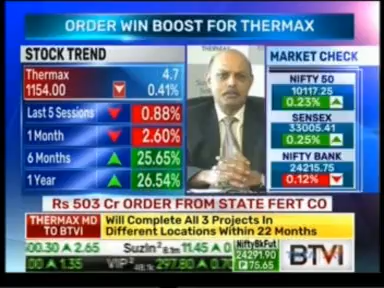 ORDER WIN BOOST FOR THERMAX
STOCK TREND
Thermax 4.7
1154.00 0.41%
Last 5 Sessions 0.88%
1 Month 2.60%
6 Months 25.65%
1 Year 26.54%
MARKET CHECK
NIFTY 50
10117.25
0.23%
SENSEX
33005.41
0.25%
NIFTY BANK
24215.75
0.12%
Rs 503 Cr ORDER FROM STATE FERT CO
THERMAX MD
TO BTVI
Will Complete All 3 Projects In
Different Locations Within 22 Months
2.65 Suzln 11.45
NiftyBkFut
24291.90
75.65
1.35 VIP 297.80
BTVI